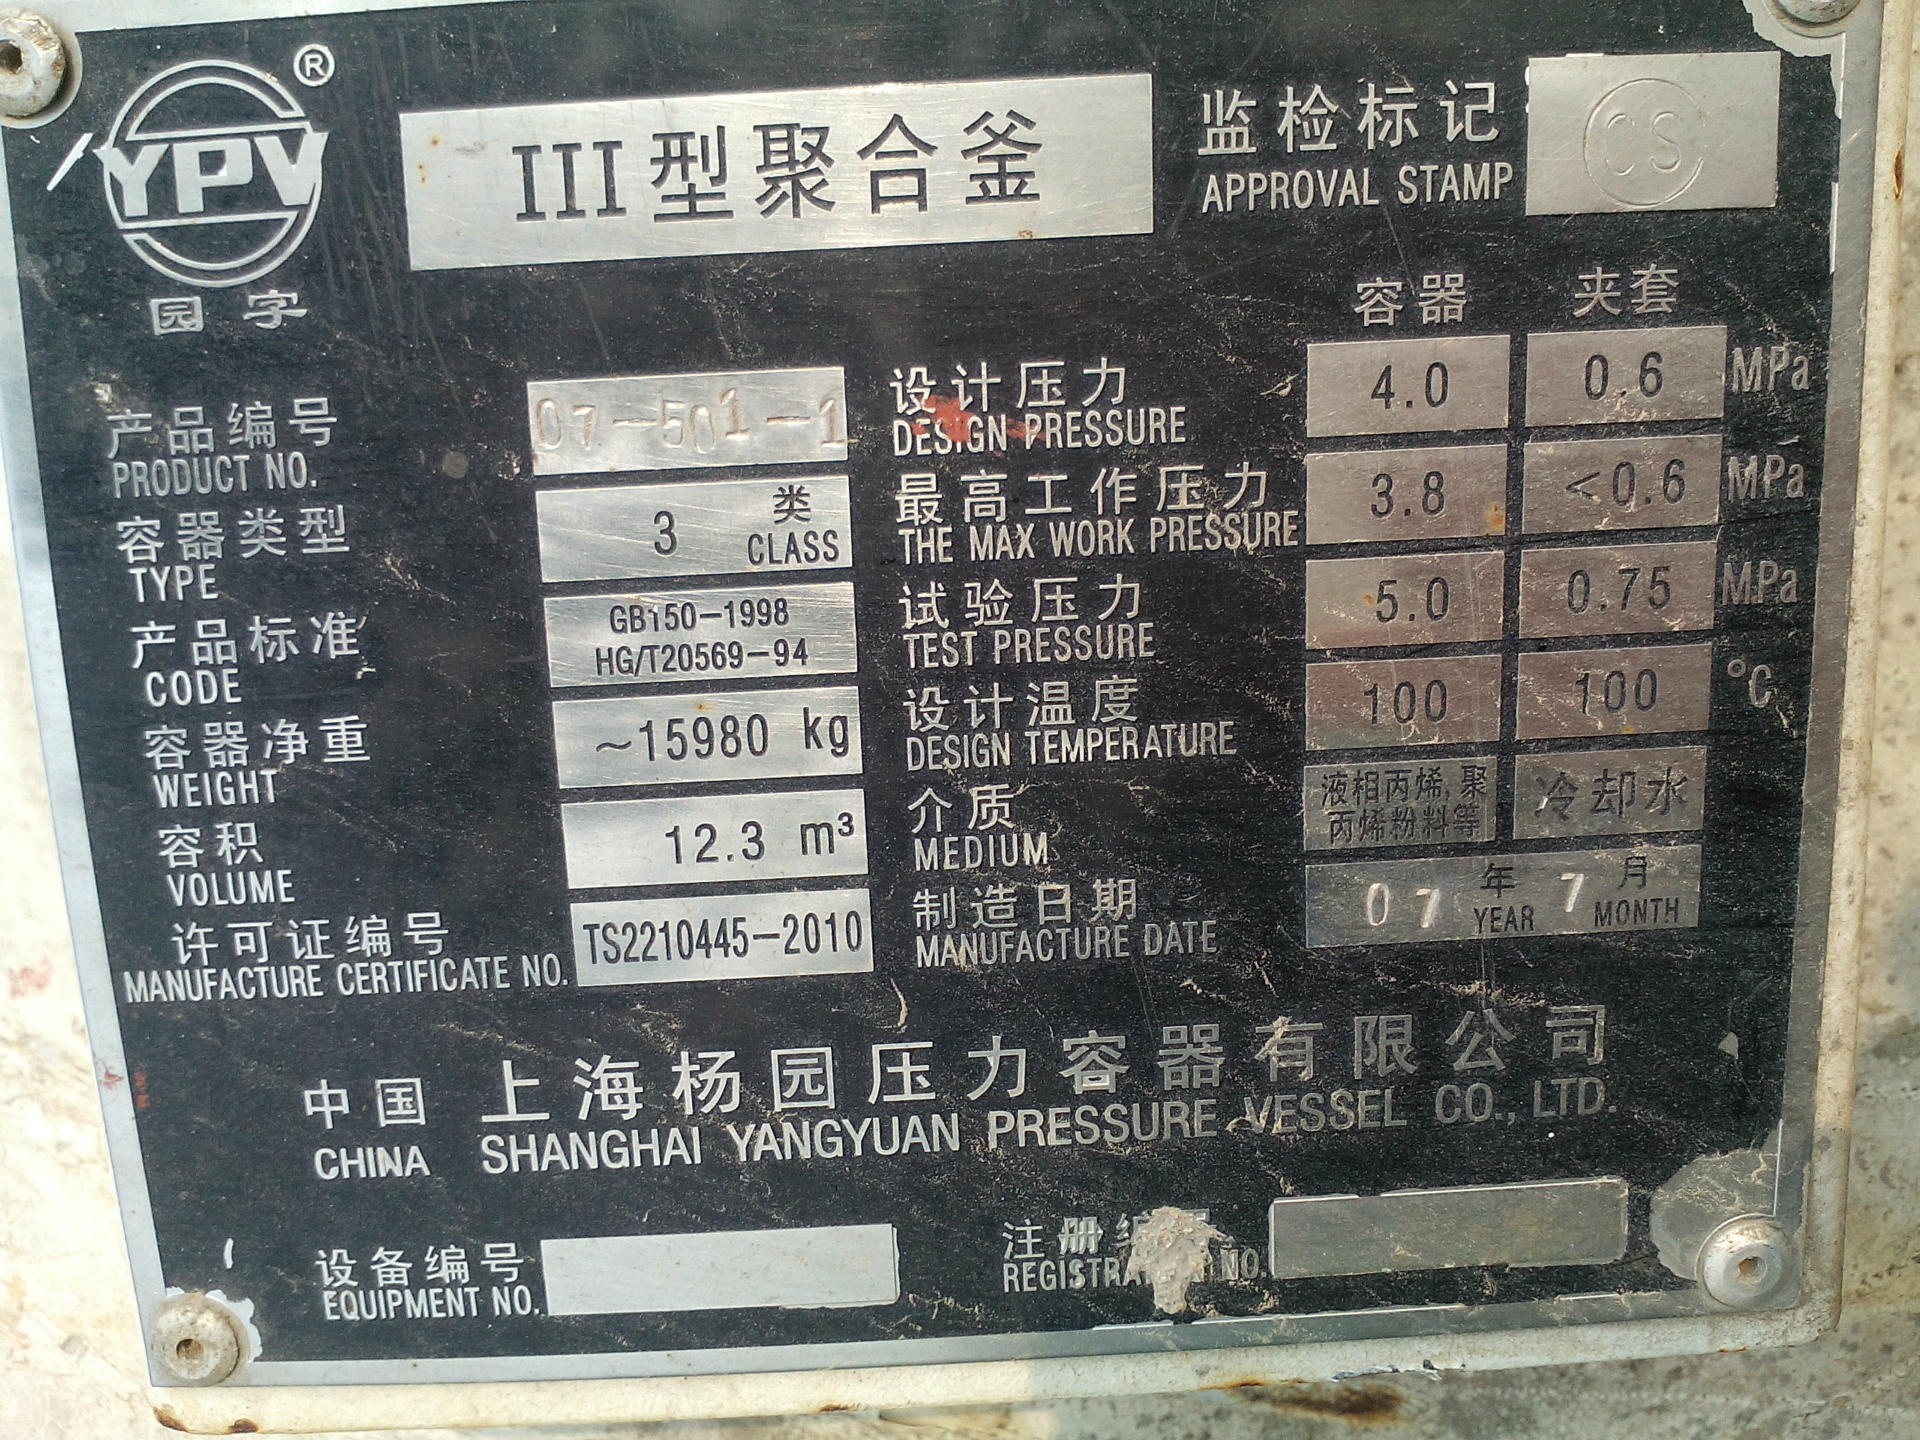 YPV ®
园字
III型聚合釜
监检标记
APPROVAL STAMP
CS
产品编号
PRODUCT NO.
07-501-1
容器类型
TYPE
3 类
CLASS
产品标准
CODE
GB150-1998
HG/T20569-94
容器净重
WEIGHT
~15980 kg
容积
VOLUME
12.3 m³
许可证编号
MANUFACTURE CERTIFICATE NO.
TS2210445-2010
容器 夹套
设计压力
DESIGN PRESSURE
4.0 0.6 MPa
最高工作压力
THE MAX WORK PRESSURE
3.8 <0.6 MPa
试验压力
TEST PRESSURE
5.0 0.75 MPa
设计温度
DESIGN TEMPERATURE
100 100 °C
介质
MEDIUM
液相丙烯,聚
丙烯粉料等
冷却水
制造日期
MANUFACTURE DATE
07 年 7 月
YEAR MONTH
中国 上海杨园压力容器有限公司
CHINA SHANGHAI YANGYUAN PRESSURE VESSEL CO., LTD.
设备编号
EQUIPMENT NO.
注册
NO.